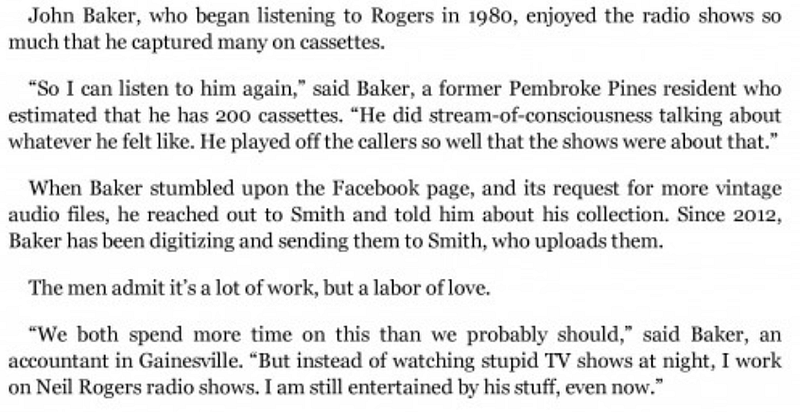 John Baker, who began listening to Rogers in 1980, enjoyed the radio shows so
much that he captured many on cassettes.
“So I can listen to him again,” said Baker, a former Pembroke Pines resident who
estimated that he has 200 cassettes. “He did stream-of-consciousness talking about
whatever he felt like. He played off the callers so well that the shows were about that.”
When Baker stumbled upon the Facebook page, and its request for more vintage
audio files, he reached out to Smith and told him about his collection. Since 2012,
Baker has been digitizing and sending them to Smith, who uploads them.
The men admit it’s a lot of work, but a labor of love.
“We both spend more time on this than we probably should,” said Baker, an
accountant in Gainesville. “But instead of watching stupid TV shows at night, I work
on Neil Rogers radio shows. I am still entertained by his stuff, even now.”